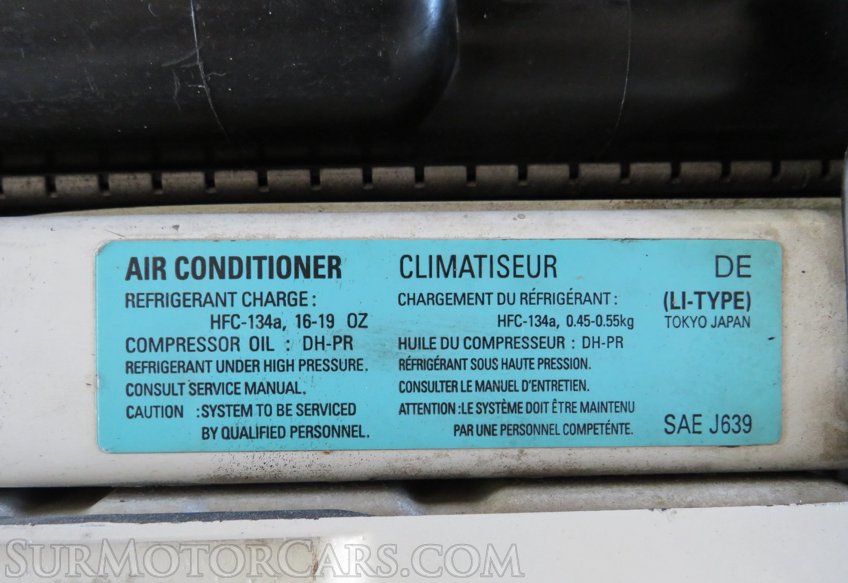 AIR CONDITIONER
REFRIGERANT CHARGE :
HFC-134a, 16-19 OZ
COMPRESSOR OIL : DH-PR
REFRIGERANT UNDER HIGH PRESSURE.
CONSULT SERVICE MANUAL.
CAUTION : SYSTEM TO BE SERVICED
BY QUALIFIED PERSONNEL.
CLIMATISEUR
CHARGEMENT DU RÉFRIGÉRANT :
HFC-134a, 0.45-0.55kg
HUILE DU COMPRESSEUR : DH-PR
RÉFRIGÉRANT SOUS HAUTE PRESSION.
CONSULTER LE MANUEL D'ENTRETIEN.
ATTENTION : LE SYSTÈME DOIT ÊTRE MAINTENU
PAR UNE PERSONNEL COMPETÉNTE.
DE
(LI-TYPE)
TOKYO JAPAN
SAE J639
SURMOTORCARS.COM